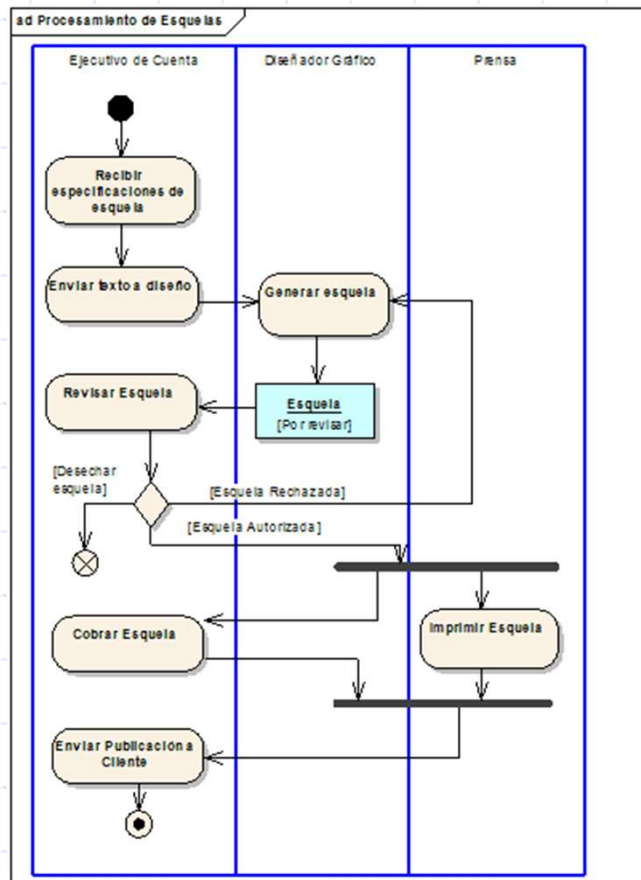 ad Procesamiento de Esquelas
Ejecutivo de Cuenta
Diseñador Gráfico
Prensa
Recibir
especificaciones de
esquela
Enviar texto a diseño
Generar esquela
Revisar Esquela
Esquela
[Por revisar]
[Desechar
esquela]
[Esquela Rechazada]
[Esquela Autorizada]
Cobrar Esquela
Imprimir Esquela
Enviar Publicación a
Cliente